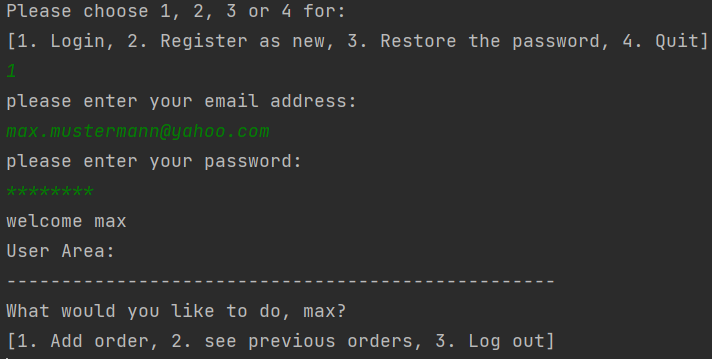 Please choose 1, 2, 3 or 4 for:
[1. Login, 2. Register as new, 3. Restore the password, 4. Quit]
1
please enter your email address:
max.mustermann@yahoo.com
please enter your password:
********
welcome max
User Area:
--------------------------------------------------
What would you like to do, max?
[1. Add order, 2. see previous orders, 3. Log out]